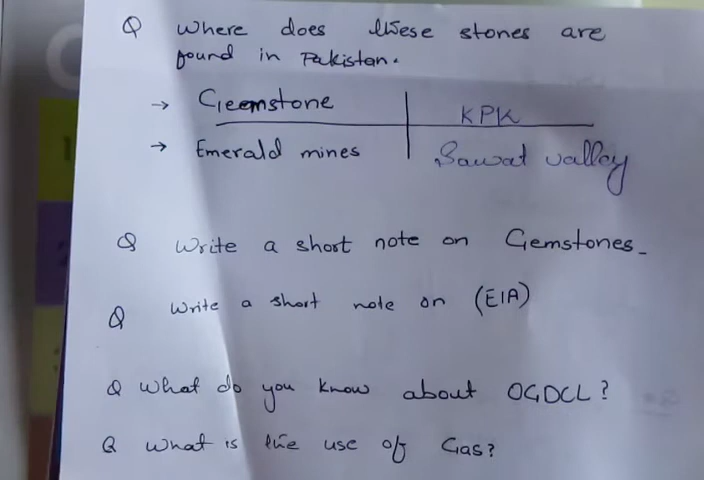 Q Where does these stones are
found in Pakistan.
→ Geemstone | KPK
→ Emerald mines | Sawat valley
Q Write a short note on Gemstones_
Q Write a short note on (EIA)
Q What do you know about OGDCL?
Q What is the use of Gas?